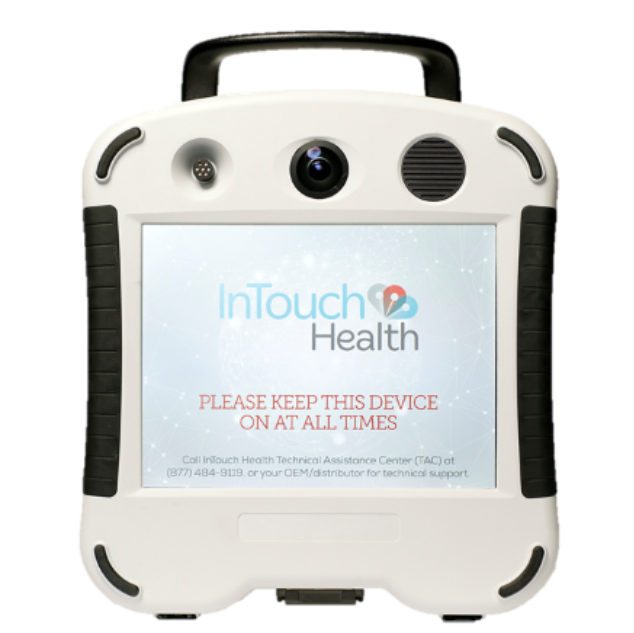 InTouch
Health
PLEASE KEEP THIS DEVICE
ON AT ALL TIMES
Call InTouch Health Technical Assistance Center (TAC) at
(877) 484-9119, or your OEM/distributor for technical support.